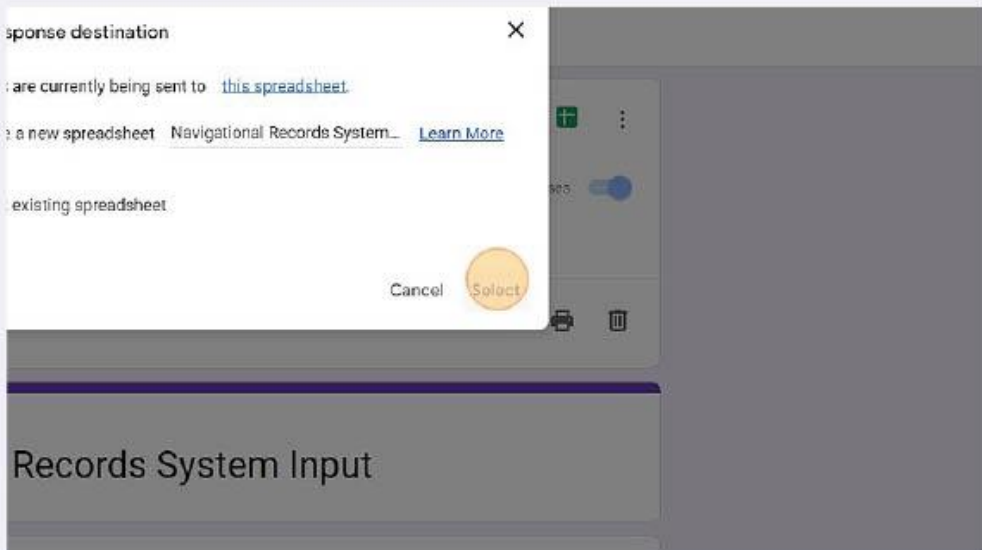 sponse destination
are currently being sent to this spreadsheet.
a new spreadsheet Navigational Records System... Learn More
ses
existing spreadsheet
Cancel Select
Records System Input